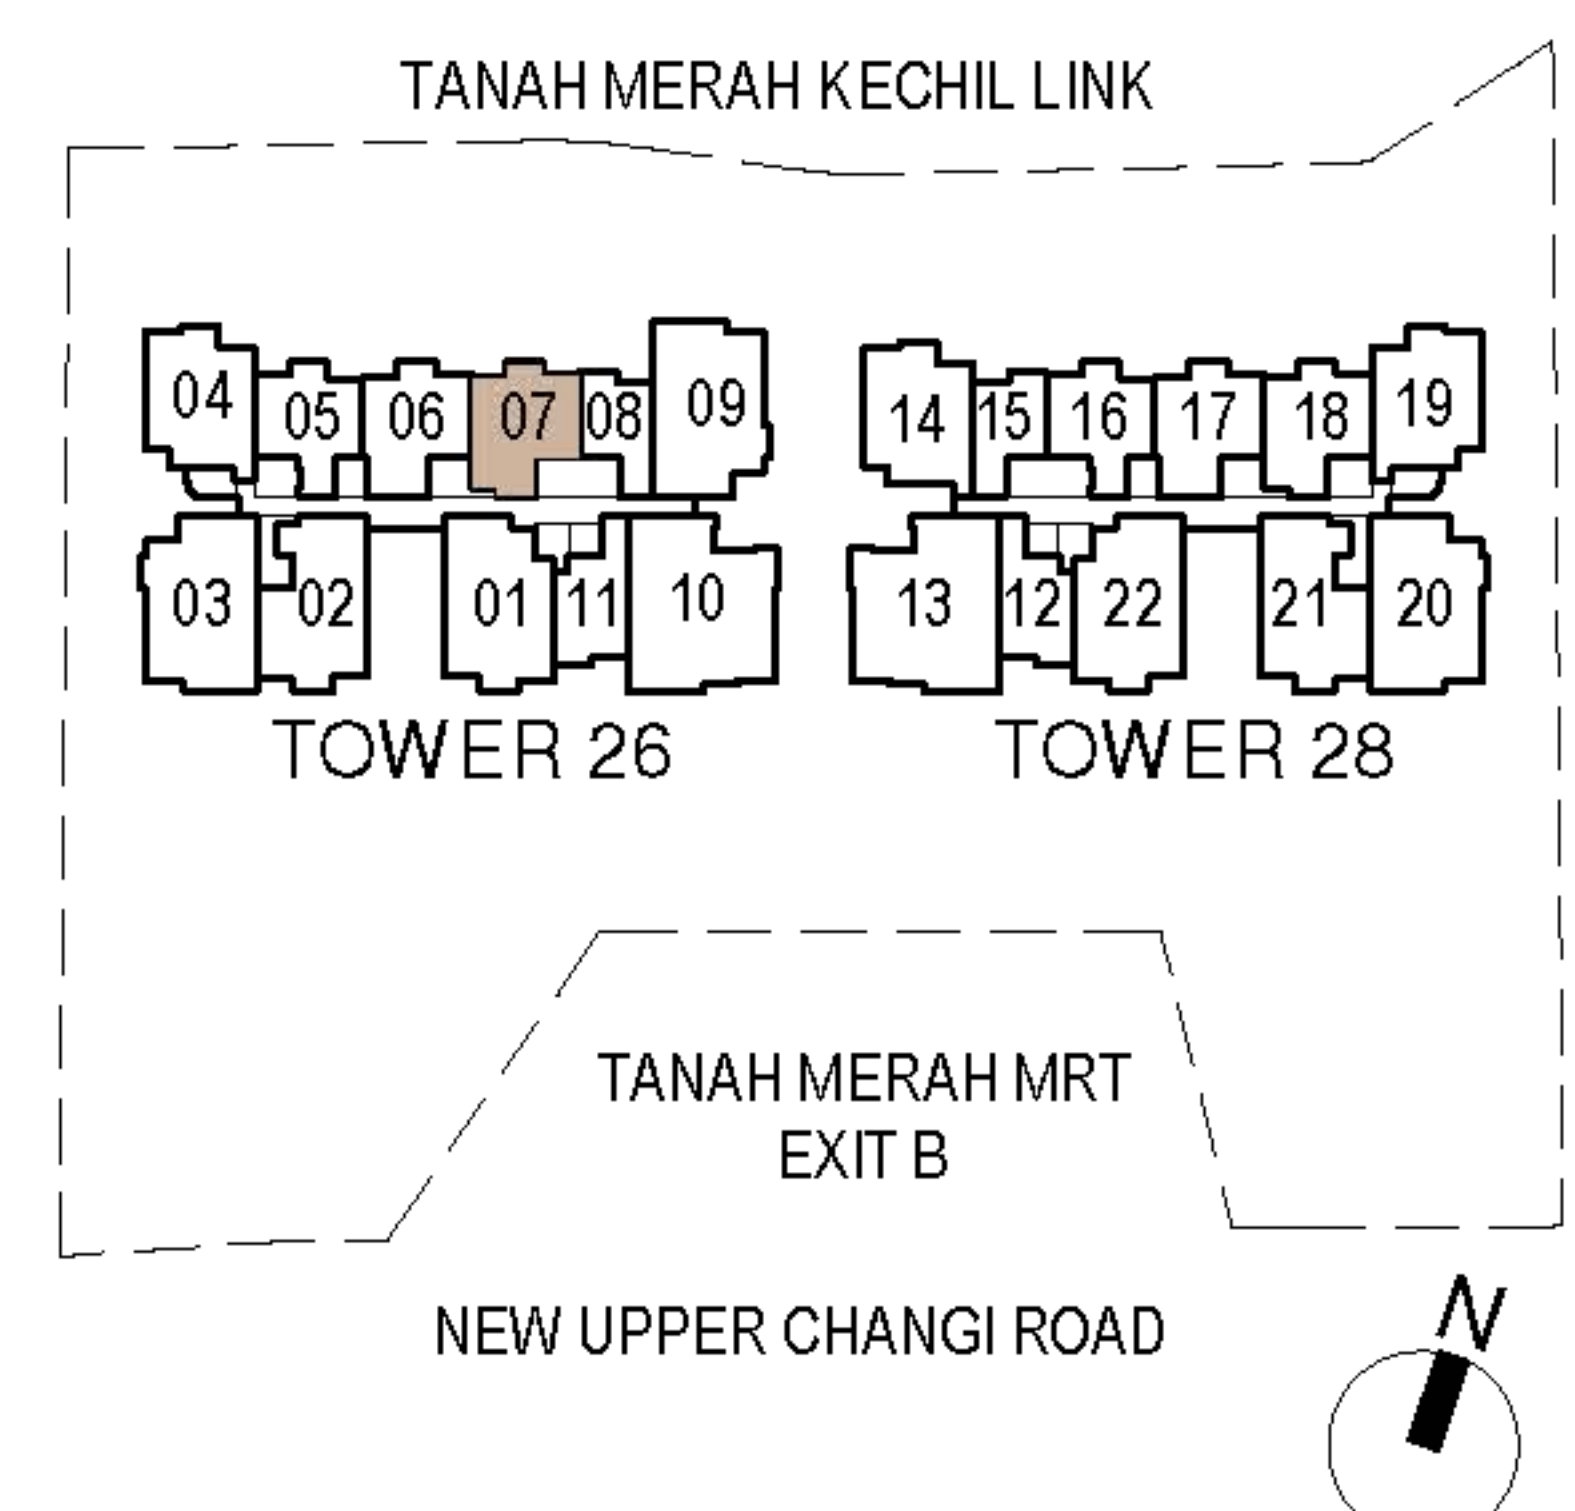 TANAH MERAH KECHIL LINK
04 05 06 07 08 09 14 15 16 17 18 19
03 02 01 11 10 13 12 22 21 20
TOWER 26 TOWER 28
TANAH MERAH MRT
EXIT B
NEW UPPER CHANGI ROAD
N